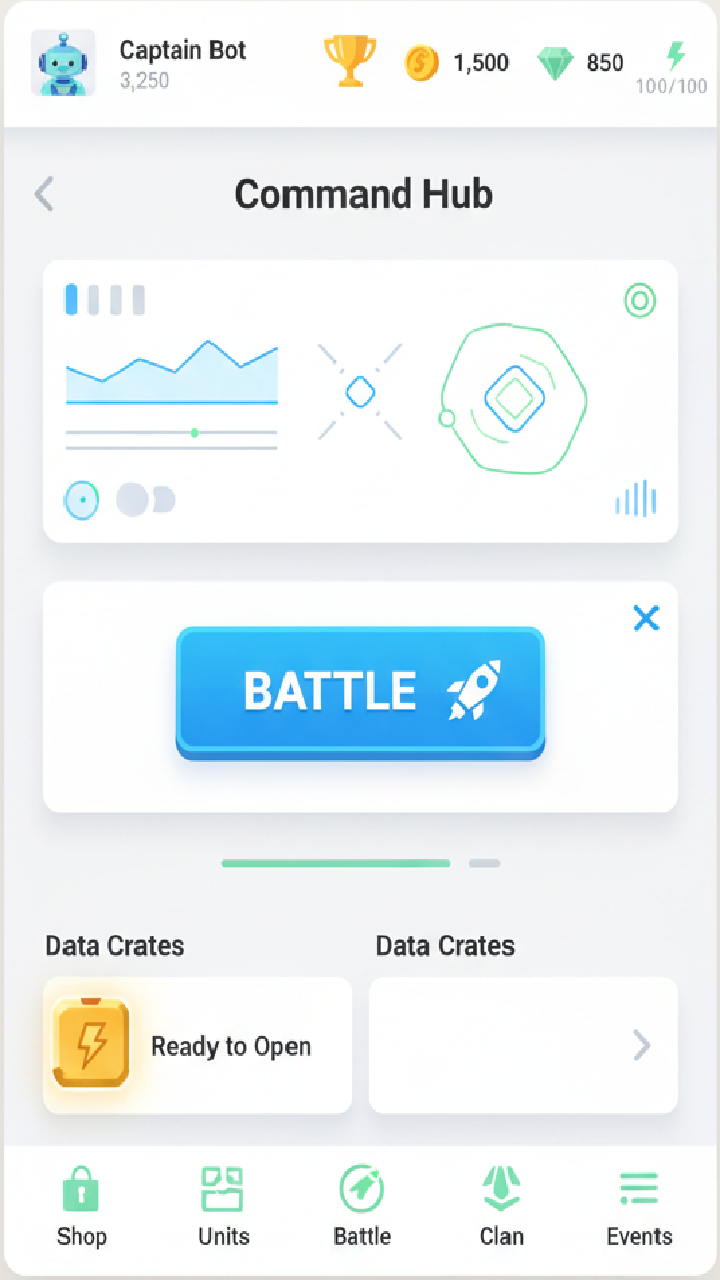 Captain Bot
3,250
1,500
850
100/100
Command Hub
BATTLE
Data Crates
Data Crates
Ready to Open
Shop
Units
Battle
Clan
Events